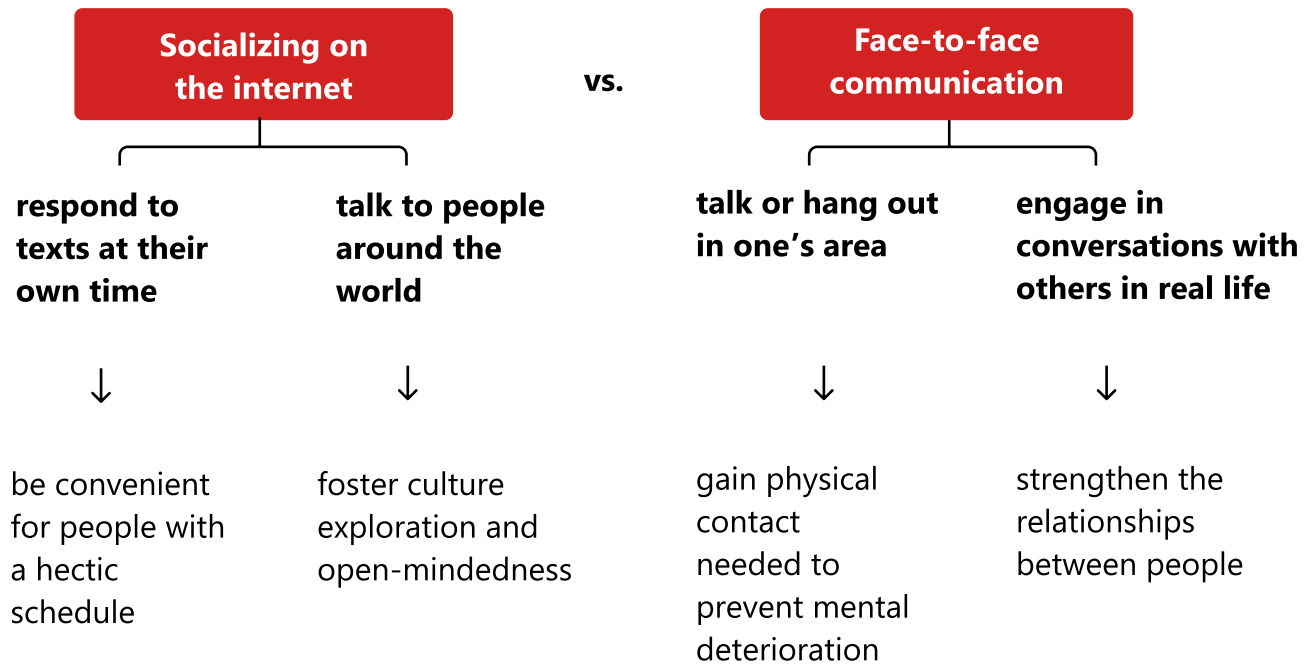 Socializing on
the internet
vs.
Face-to-face
communication
respond to
texts at their
own time
talk to people
around the
world
talk or hang out
in one’s area
engage in
conversations with
others in real life
be convenient
for people with
a hectic
schedule
foster culture
exploration and
open-mindedness
gain physical
contact
needed to
prevent mental
deterioration
strengthen the
relationships
between people